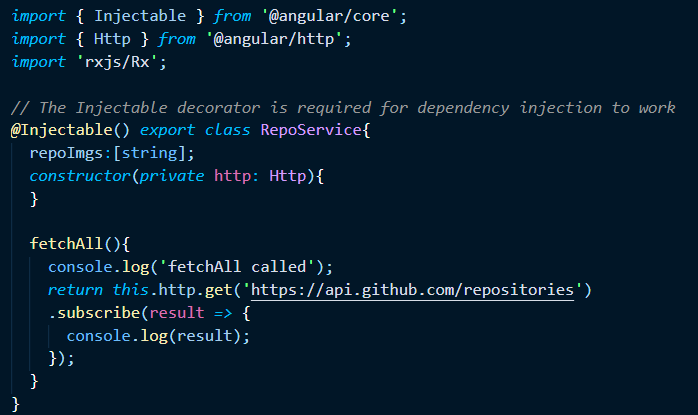 import { Injectable } from '@angular/core';
import { Http } from '@angular/http';
import 'rxjs/Rx';

// The Injectable decorator is required for dependency injection to work
@Injectable() export class RepoService{
  repoImgs:[string];
  constructor(private http: Http){
  }

  fetchAll(){
    console.log('fetchAll called');
    return this.http.get('https://api.github.com/repositories')
    .subscribe(result => {
      console.log(result);
    });
  }
}